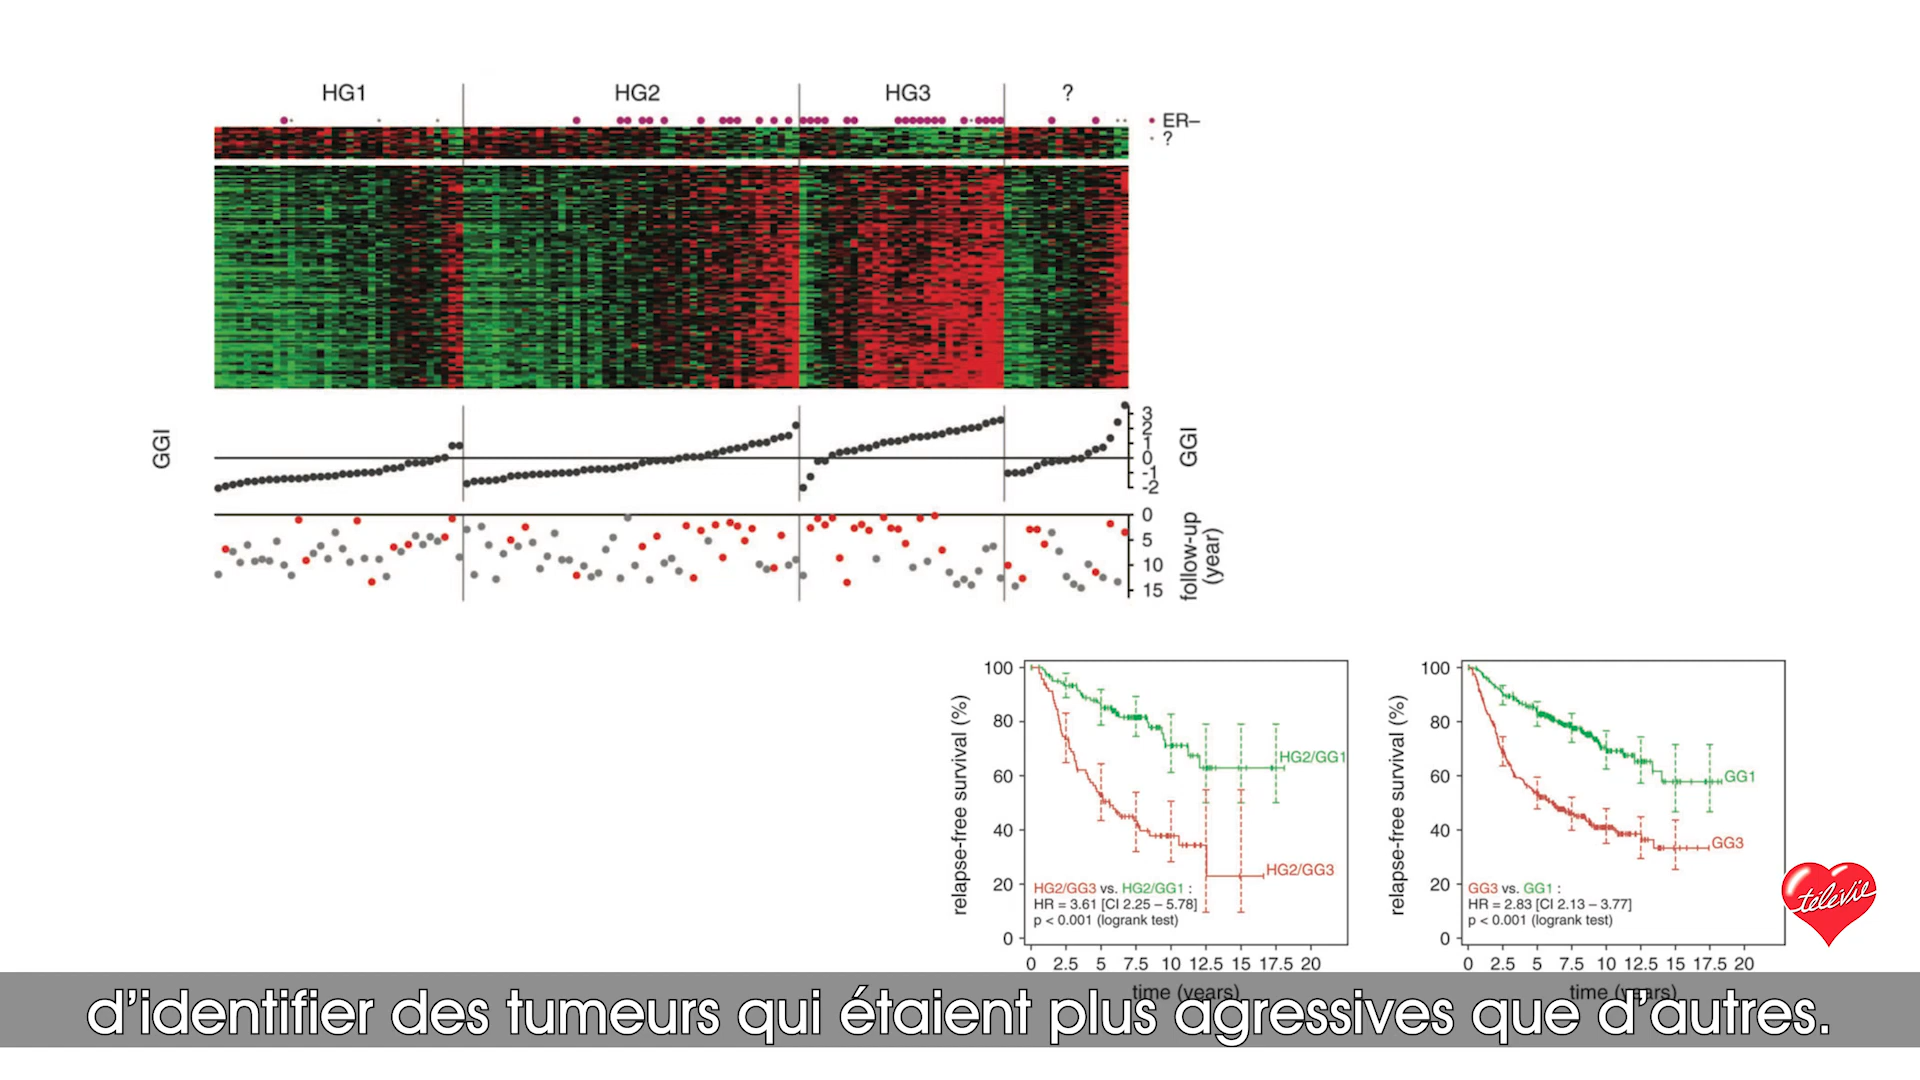 HG1 HG2 HG3 ?
ER–
?
GGI
3
2
1
0
-1
-2
GGI
0
5
10
15
follow-up
(year)
relapse-free survival (%)
100
80
60
40
20
0
HG2/GG1
HG2/GG3
HG2/GG3 vs. HG2/GG1 :
HR = 3.61 [CI 2.25 – 5.78]
p < 0.001 (logrank test)
0 2.5 5 7.5 10 12.5 15 17.5 20
time (years)
relapse-free survival (%)
100
80
60
40
20
0
GG1
GG3
GG3 vs. GG1 :
HR = 2.83 [CI 2.13 – 3.77]
p < 0.001 (logrank test)
0 2.5 5 7.5 10 12.5 15 17.5 20
time (years)
télévie
d’identifier des tumeurs qui étaient plus agressives que d’autres.